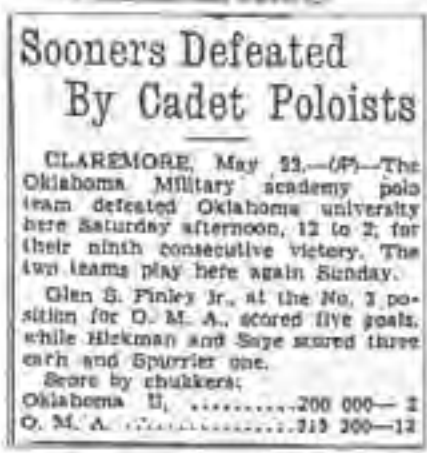 Sooners Defeated
By Cadet Poloists
CLAREMORE, May 23.—(AP)—The
Oklahoma Military academy polo
team defeated Oklahoma university
here Saturday afternoon, 12 to 2, for
their ninth consecutive victory. The
two teams play here again Sunday.
Glen S. Finley Jr., at the No. 3 po-
sition for O. M. A., scored five goals,
while Hickman and Saye scored three
each and Spurrier one.
Score by chukkers:
Oklahoma U. ..........200 000— 2
O. M. A. ................ —12